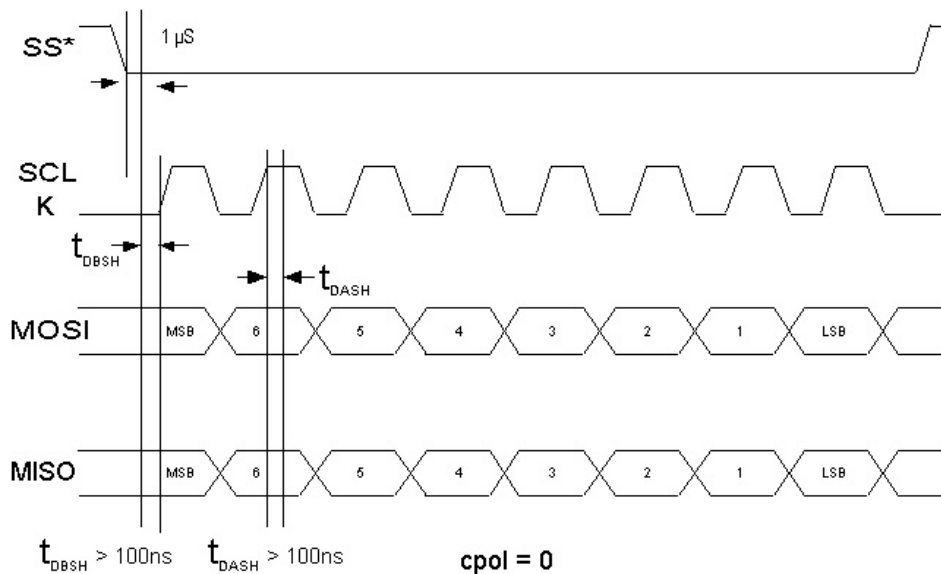 SS*
1 µS
SCL
K
tDBSH
tDASH
MOSI
MSB 6 5 4 3 2 1 LSB
MISO
MSB 6 5 4 3 2 1 LSB
tDBSH > 100ns
tDASH > 100ns
cpol = 0